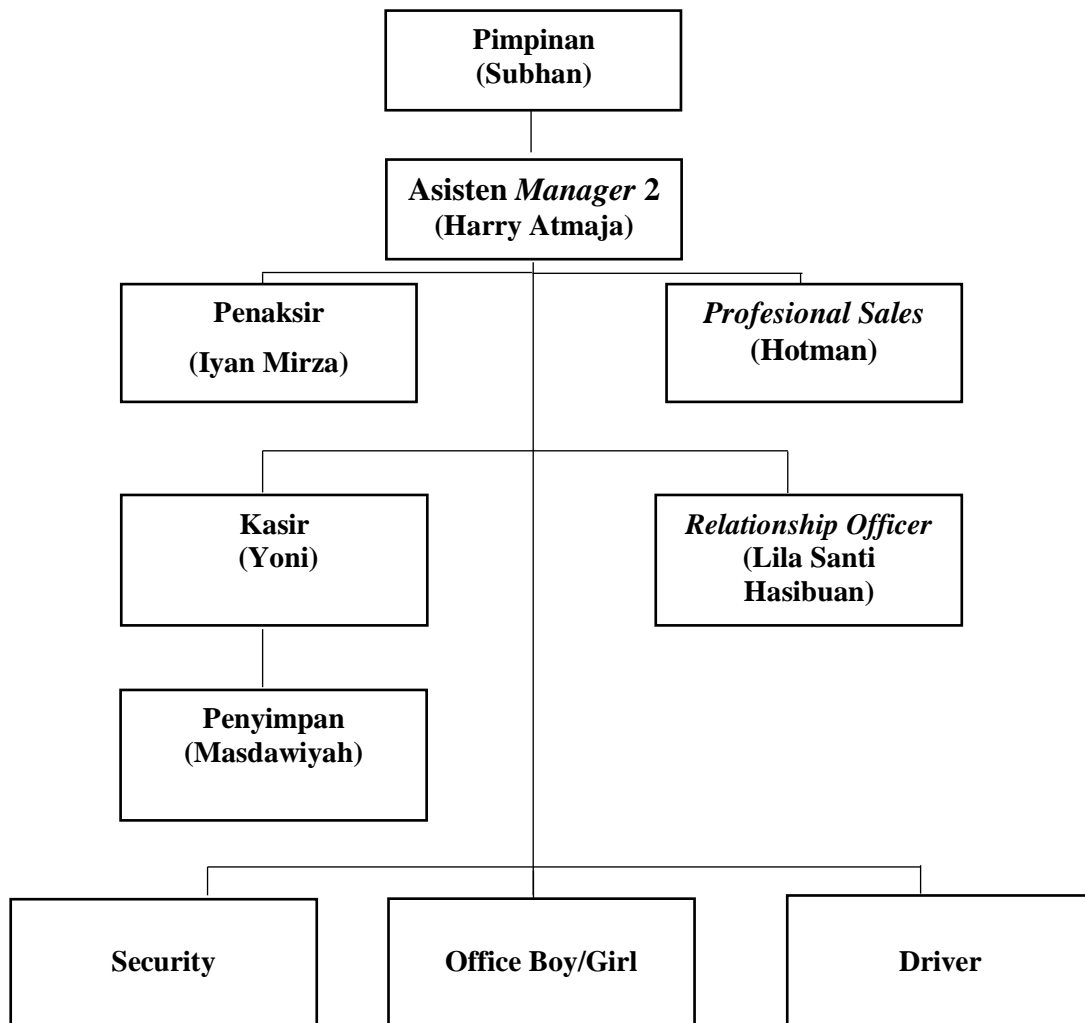 Pimpinan
(Subhan)
Asisten Manager 2
(Harry Atmaja)
Penaksir
(Iyan Mirza)
Profesional Sales
(Hotman)
Kasir
(Yoni)
Relationship Officer
(Lila Santi
Hasibuan)
Penyimpan
(Masdawiyah)
Security
Office Boy/Girl
Driver